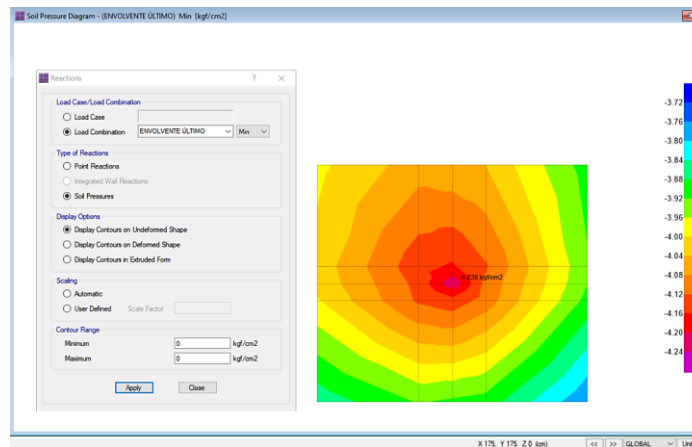 Soil Pressure Diagram - (ENVOLVENTE ÚLTIMO) Min [kgf/cm2]
Reactions
?
Load Case/Load Combination
Load Case
Load Combination
ENVOLVENTE ÚLTIMO
Min
Type of Reactions
Point Reactions
Integrated Wall Reactions
Soil Pressures
Display Options
Display Contours on Undeformed Shape
Display Contours on Deformed Shape
Display Contours in Extruded Form
Scaling
Automatic
User Defined Scale Factor
Contour Range
Minimum 0 kgf/cm2
Maximum 0 kgf/cm2
Apply Close
-4.228 kgf/cm2
-3.72
-3.76
-3.80
-3.84
-3.88
-3.92
-3.96
-4.00
-4.04
-4.08
-4.12
-4.16
-4.20
-4.24
X 175, Y 175, Z 0 (cm) << >> GLOBAL Unit